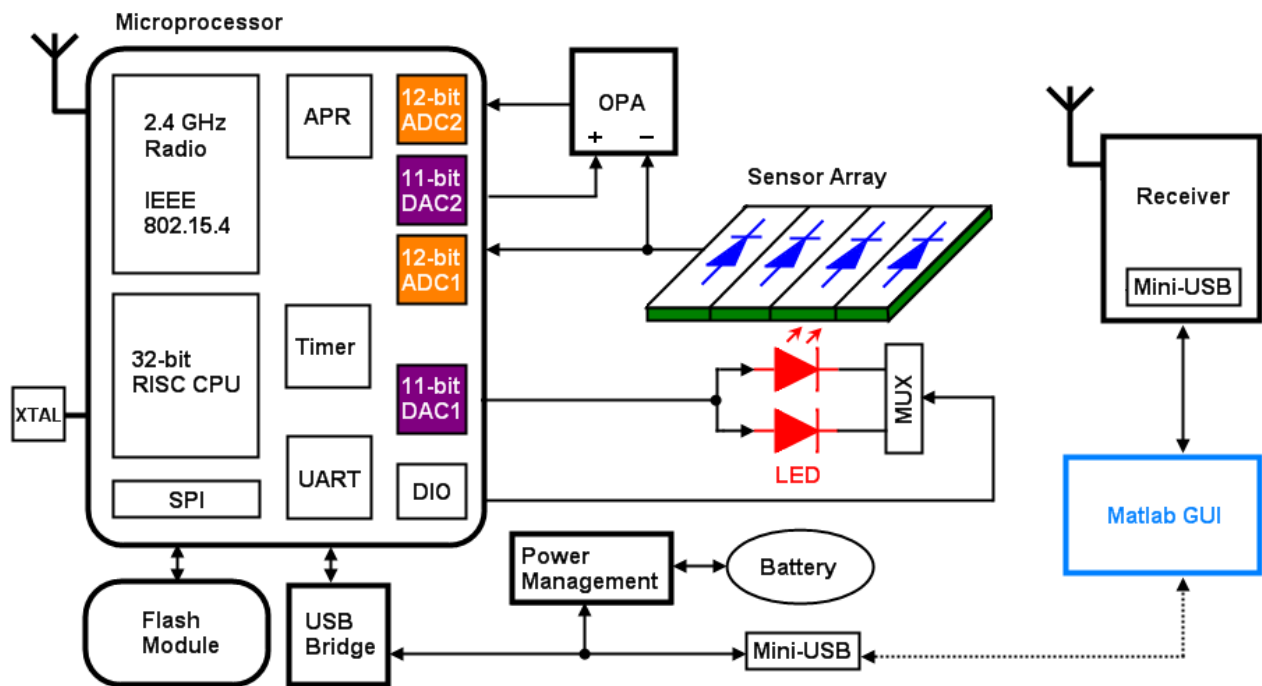 Microprocessor
2.4 GHz
Radio
IEEE
802.15.4
APR
12-bit
ADC2
11-bit
DAC2
12-bit
ADC1
OPA
+ −
Sensor Array
Receiver
Mini-USB
32-bit
RISC CPU
Timer
11-bit
DAC1
XTAL
MUX
LED
SPI
UART
DIO
Matlab GUI
Power
Management
Battery
Flash
Module
USB
Bridge
Mini-USB